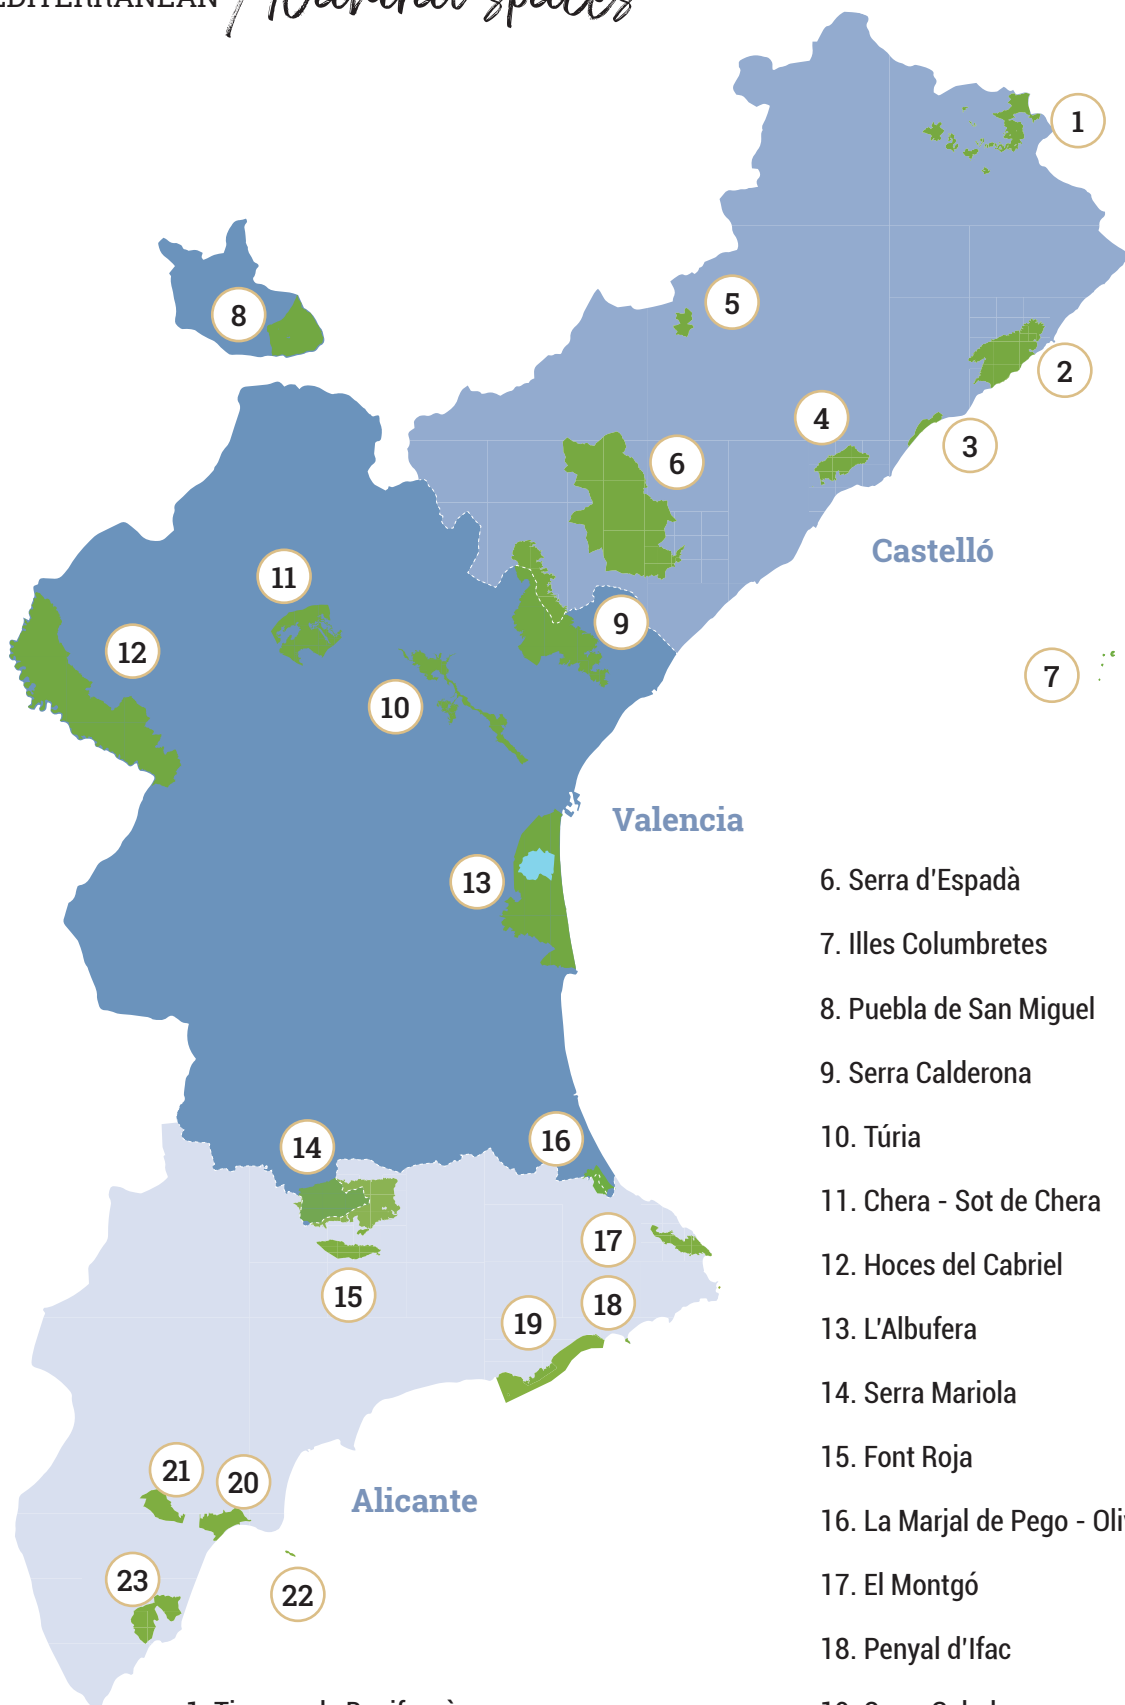 Natural spaces
1
5
8
2
4
3
6
Castelló
11
9
12
7
10
Valencia
13
6. Serra d'Espadà
7. Illes Columbretes
8. Puebla de San Miguel
9. Serra Calderona
10. Túria
11. Chera - Sot de Chera
12. Hoces del Cabriel
13. L'Albufera
14. Serra Mariola
15. Font Roja
16. La Marjal de Pego -
17. El Montgó
18. Penyal d'Ifac
14
16
17
15
18
19
21
20
Alicante
23
22